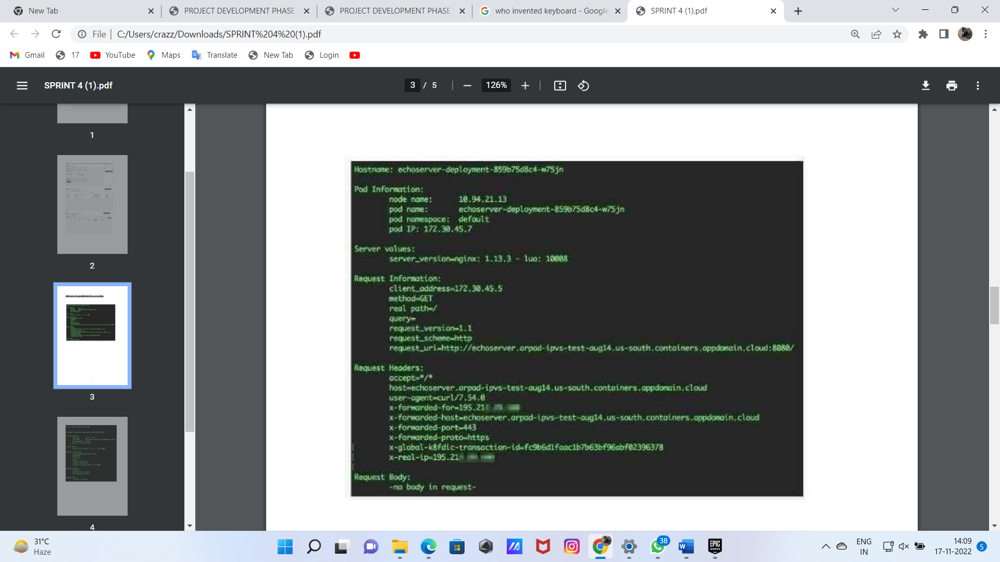 New Tab
PROJECT DEVELOPMENT PHASE
PROJECT DEVELOPMENT PHASE
who invented keyboard - Google
SPRINT 4 (1).pdf
File
C:/Users/crazz/Downloads/SPRINT%204%20(1).pdf
Gmail
17
YouTube
Maps
Translate
New Tab
Login
SPRINT 4 (1).pdf
3 / 5
126%
1
2
DEPLOY IN KUBERNETES CLUSTER:
3
4
Hostname: echoserver-deployment-859b75d8c4-w75jn
Pod Information:
node name: 10.94.21.13
pod name: echoserver-deployment-859b75d8c4-w75jn
pod namespace: default
pod IP: 172.30.45.7
Server values:
server_version=nginx: 1.13.3 - lua: 10008
Request Information:
client_address=172.30.45.5
method=GET
real path=/
query=
request_version=1.1
request_scheme=http
request_uri=http://echoserver.arpad-ipvs-test-aug14.us-south.containers.appdomain.cloud:8080/
Request Headers:
accept=*/*
host=echoserver.arpad-ipvs-test-aug14.us-south.containers.appdomain.cloud
user-agent=curl/7.54.0
x-forwarded-for=195.21
x-forwarded-host=echoserver.arpad-ipvs-test-aug14.us-south.containers.appdomain.cloud
x-forwarded-port=443
x-forwarded-proto=https
x-global-k8fdic-transaction-id=fc9b6d1faac1b7b63bf96abf02396378
x-real-ip=195.21
Request Body:
-no body in request-
31°C
Haze
38
EPIC
GAMES
ENG
IN
14:09
17-11-2022
5